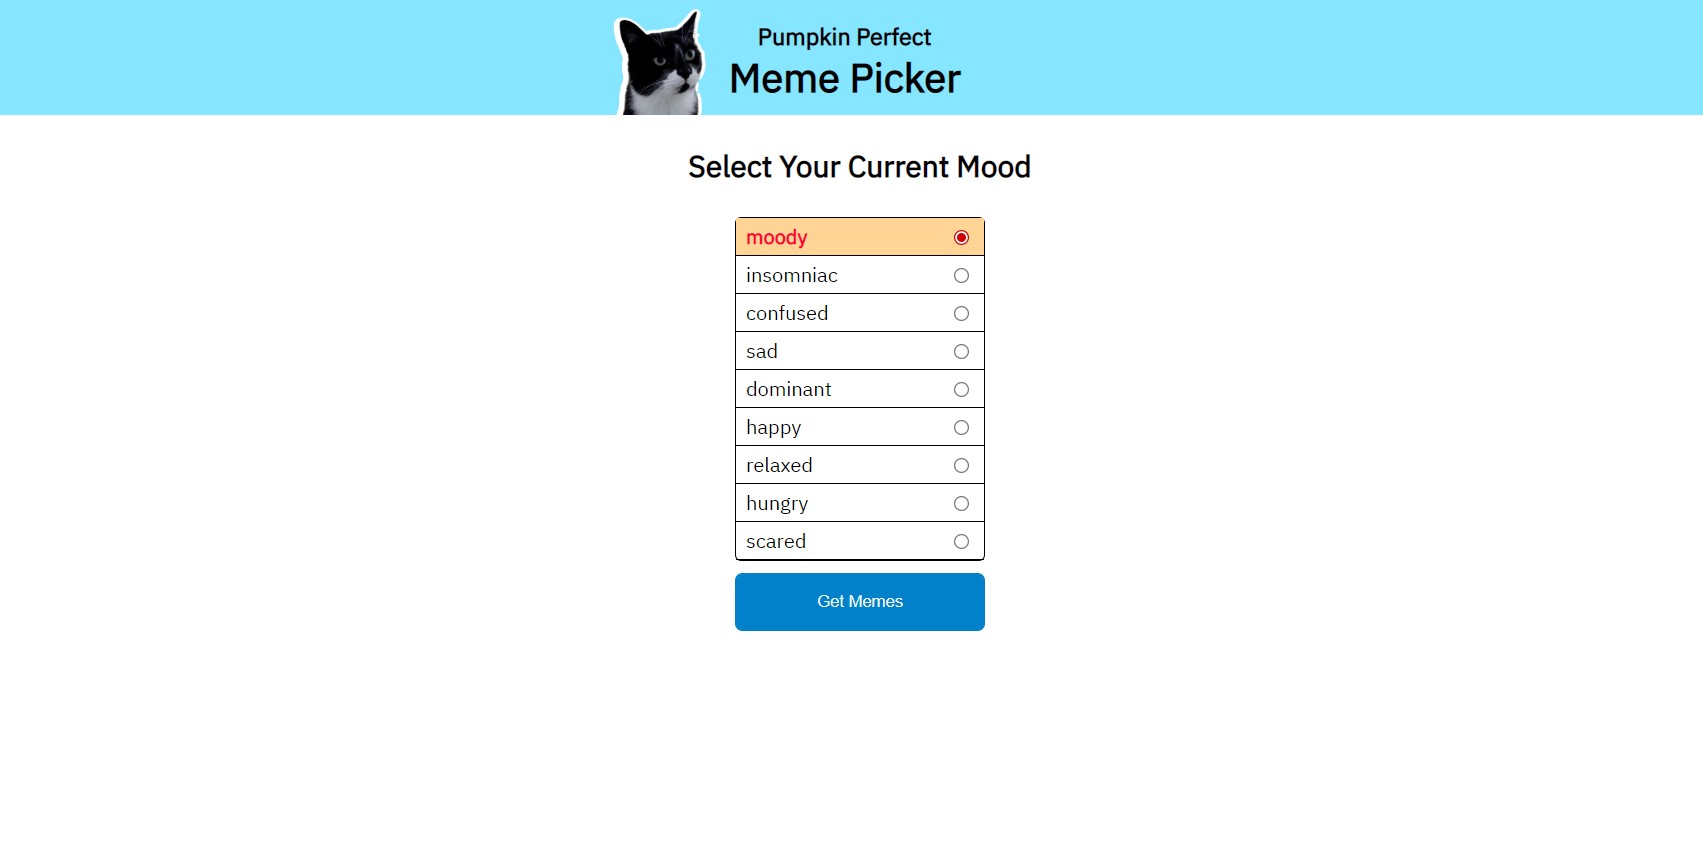 Pumpkin Perfect
Meme Picker
Select Your Current Mood
moody
insomniac
confused
sad
dominant
happy
relaxed
hungry
scared
Get Memes